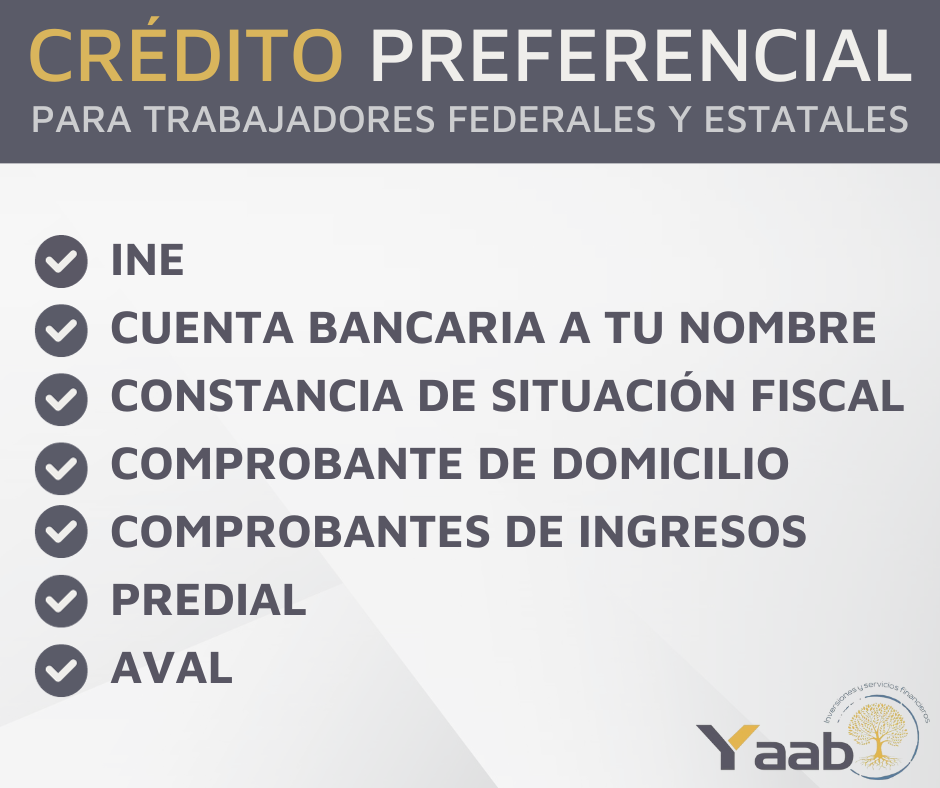 CRÉDITO PREFERENCIAL
PARA TRABAJADORES FEDERALES Y ESTATALES
INE
CUENTA BANCARIA A TU NOMBRE
CONSTANCIA DE SITUACIÓN FISCAL
COMPROBANTE DE DOMICILIO
COMPROBANTES DE INGRESOS
PREDIAL
AVAL
Inversiones y servicios financieros
Yaab